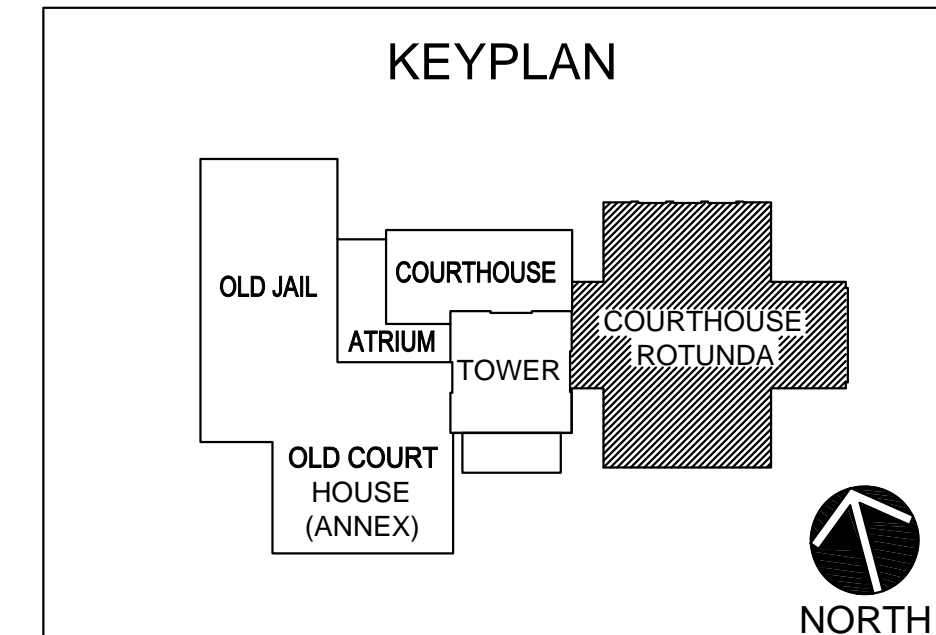 KEYPLAN
OLD JAIL
COURTHOUSE
ATRIUM
TOWER
COURTHOUSE
ROTUNDA
OLD COURT
HOUSE
(ANNEX)
NORTH